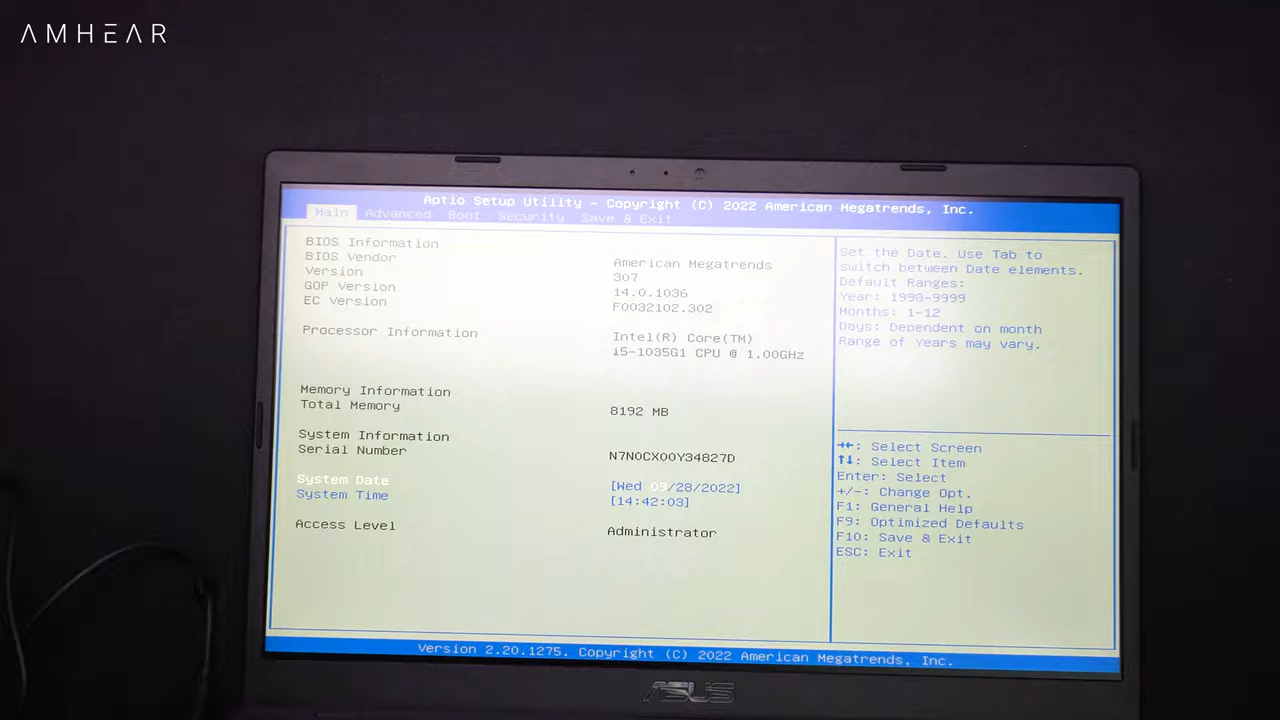 AMHEAR
Aptio Setup Utility - Copyright (C) 2022 American Megatrends, Inc.
Main Advanced Boot Security Save & Exit
BIOS Information
BIOS Vendor American Megatrends
Version 307
GOP Version 14.0.1036
EC Version F0032102.302
Processor Information
Intel(R) Core(TM)
i5-1035G1 CPU @ 1.00GHz
Memory Information
Total Memory 8192 MB
System Information
Serial Number N7N0CX00Y34827D
System Date [Wed 09/28/2022]
System Time [14:42:03]
Access Level Administrator
Set the Date. Use Tab to
switch between Date elements.
Default Ranges:
Year: 1998-9999
Months: 1-12
Days: Dependent on month
Range of Years may vary.
→←: Select Screen
↑↓: Select Item
Enter: Select
+/-: Change Opt.
F1: General Help
F9: Optimized Defaults
F10: Save & Exit
ESC: Exit
Version 2.20.1275. Copyright (C) 2022 American Megatrends, Inc.
ASUS